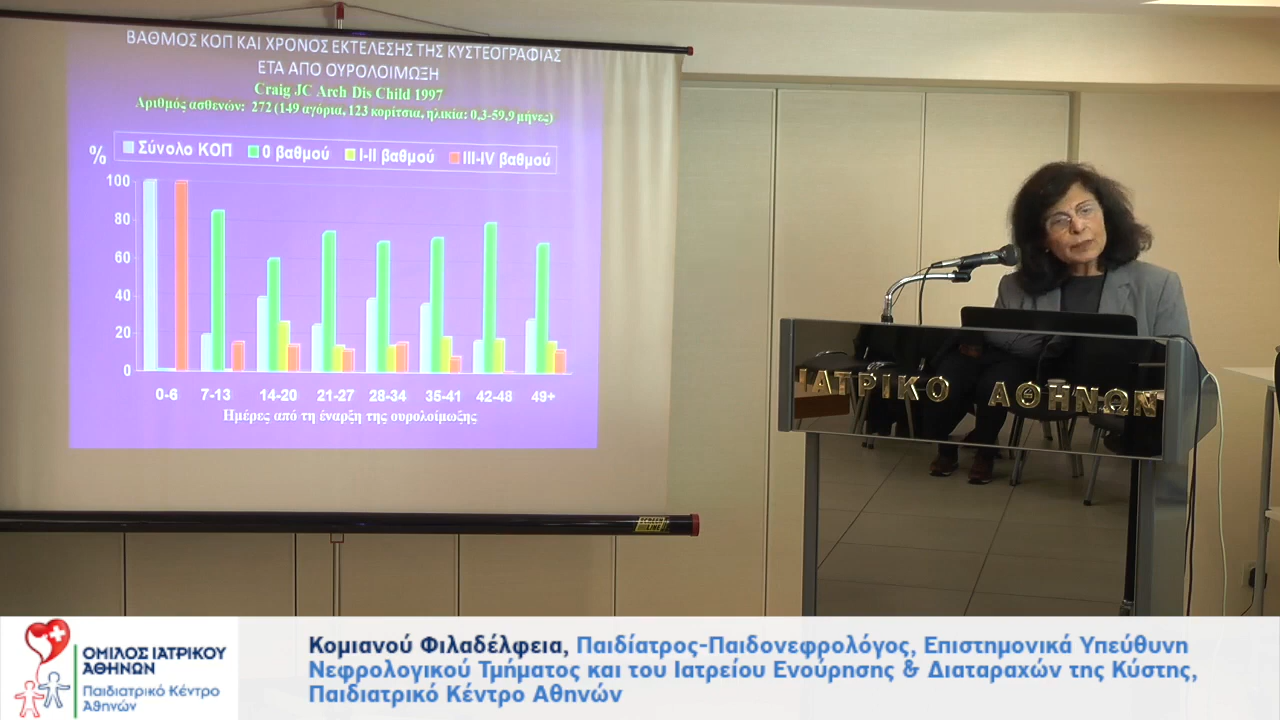 ΒΑΘΜΟΣ ΚΟΠ ΚΑΙ ΧΡΟΝΟΣ ΕΚΤΕΛΕΣΗΣ ΤΗΣ ΚΥΣΤΕΟΓΡΑΦΙΑΣ
ΕΤΑ ΑΠΟ ΟΥΡΟΛΟΙΜΩΞΗ
Craig JC Arch Dis Child 1997
Αριθμός ασθενών: 272 (149 αγόρια, 123 κορίτσια, ηλικία: 0,3-59,9 μήνες)
% Σύνολο ΚΟΠ 0 βαθμού I-II βαθμού III-IV βαθμού
100
80
60
40
20
0
0-6 7-13 14-20 21-27 28-34 35-41 42-48 49+
Ημέρες από τη έναρξη της ουρολοίμωξης
ΙΑΤΡΙΚΟ ΑΘΗΝΩΝ
ΟΜΙΛΟΣ ΙΑΤΡΙΚΟΥ
ΑΘΗΝΩΝ
Παιδιατρικό Κέντρο
Αθηνών
Κομιανού Φιλαδέλφεια, Παιδίατρος-Παιδονεφρολόγος, Επιστημονικά Υπεύθυνη
Νεφρολογικού Τμήματος και του Ιατρείου Ενούρησης & Διαταραχών της Κύστης,
Παιδιατρικό Κέντρο Αθηνών